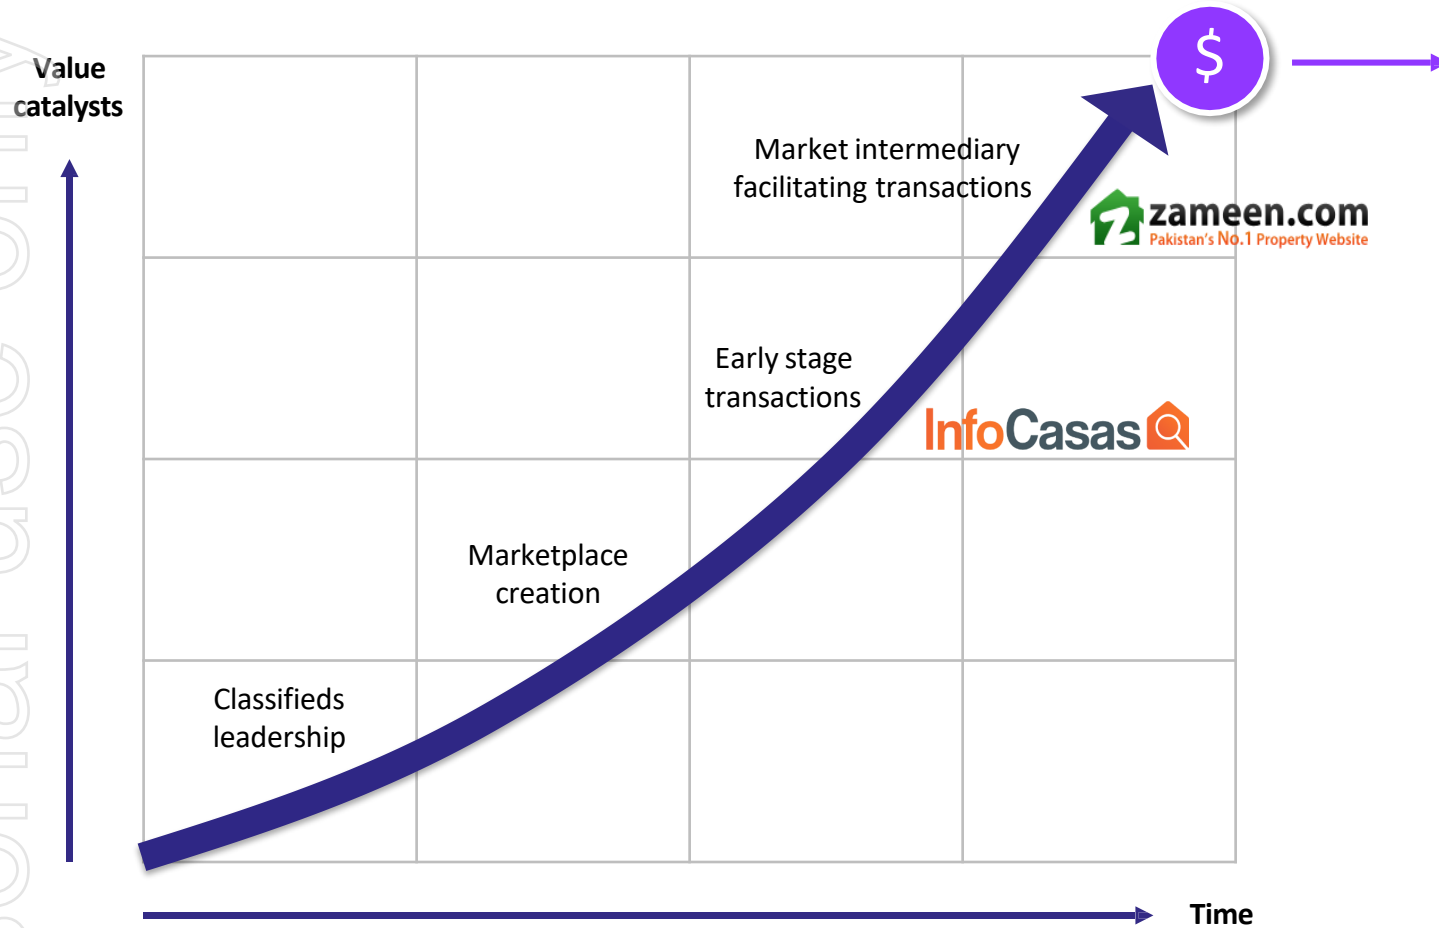 Value
catalysts
$
Market intermediary
facilitating transactions
zameen.com
Pakistan's No.1 Property Website
Early stage
transactions
InfoCasas
Marketplace
creation
Classifieds
leadership
Time